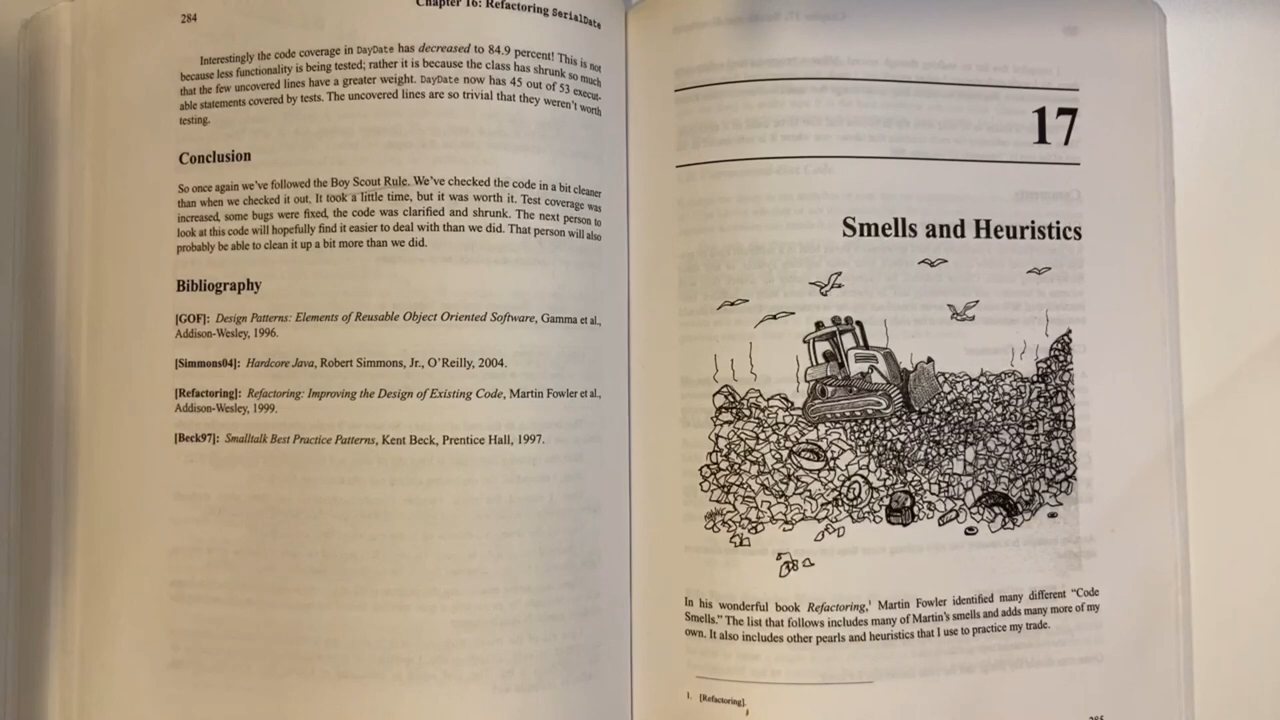 284
Chapter 16: Refactoring SerialDate
Interestingly the code coverage in DayDate has decreased to 84.9 percent! This is not
because less functionality is being tested; rather it is because the class has shrunk so much
that the few uncovered lines have a greater weight. DayDate now has 45 out of 53 execut-
able statements covered by tests. The uncovered lines are so trivial that they weren't worth
testing.
Conclusion
So once again we've followed the Boy Scout Rule. We've checked the code in a bit cleaner
than when we checked it out. It took a little time, but it was worth it. Test coverage was
increased, some bugs were fixed, the code was clarified and shrunk. The next person to
look at this code will hopefully find it easier to deal with than we did. That person will also
probably be able to clean it up a bit more than we did.
Bibliography
[GOF]: Design Patterns: Elements of Reusable Object Oriented Software, Gamma et al.,
Addison-Wesley, 1996.
[Simmons04]: Hardcore Java, Robert Simmons, Jr., O'Reilly, 2004.
[Refactoring]: Refactoring: Improving the Design of Existing Code, Martin Fowler et al.,
Addison-Wesley, 1999.
[Beck97]: Smalltalk Best Practice Patterns, Kent Beck, Prentice Hall, 1997.
17
Smells and Heuristics
In his wonderful book Refactoring,1 Martin Fowler identified many different "Code
Smells." The list that follows includes many of Martin's smells and adds many more of my
own. It also includes other pearls and heuristics that I use to practice my trade.
1. [Refactoring].